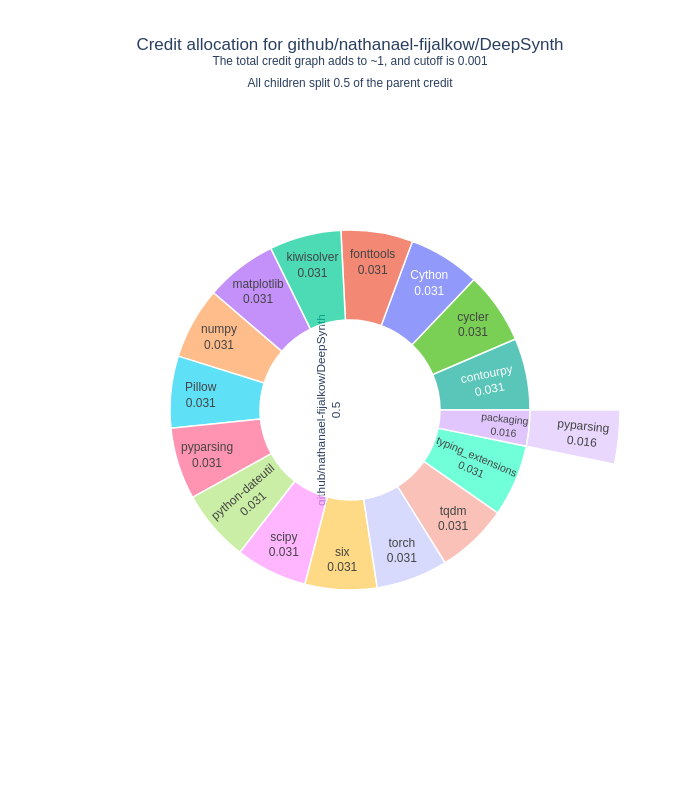 Credit allocation for github/nathanael-fijalkow/DeepSynth
The total credit graph adds to ~1, and cutoff is 0.001
All children split 0.5 of the parent credit
github/nathanael-fijalkow/DeepSynth
0.5
contourpy
0.031
cycler
0.031
Cython
0.031
fonttools
0.031
kiwisolver
0.031
matplotlib
0.031
numpy
0.031
Pillow
0.031
pyparsing
0.031
python-dateutil
0.031
scipy
0.031
six
0.031
torch
0.031
tqdm
0.031
typing_extensions
0.031
packaging
0.016
pyparsing
0.016